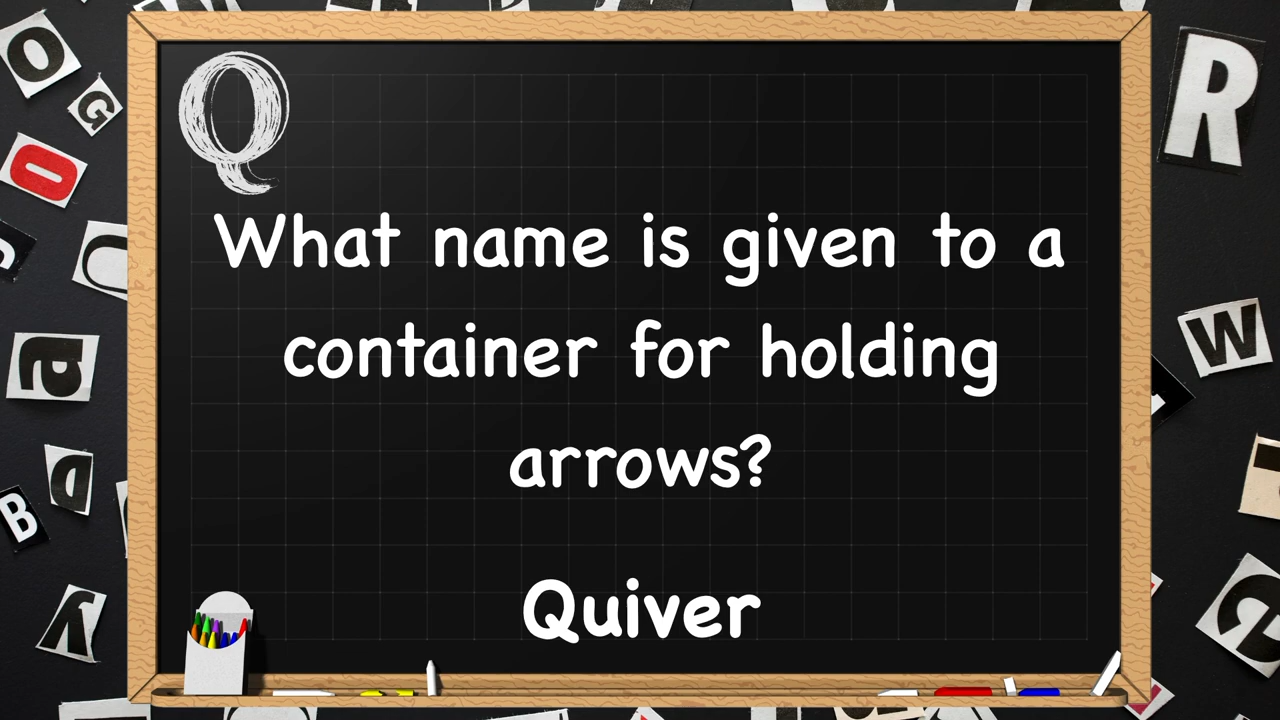 Q
What name is given to a
container for holding
arrows?
Quiver
O
G
O
a
D
B
y
R
W
G